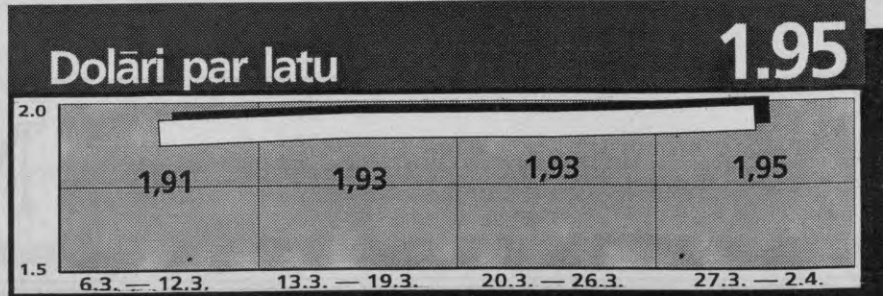 Dolāri par latu 1.95
2.0
1,91 1,93 1,93 1,95
1.5
6.3. — 12.3. 13.3. — 19.3. 20.3. — 26.3. 27.3. — 2.4.